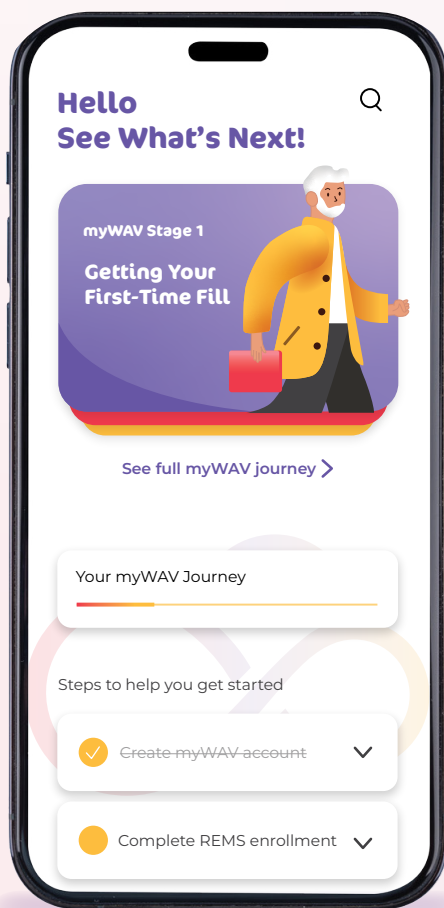 Hello
See What's Next!
myWAV Stage 1
Getting Your
First-Time Fill
See full myWAV journey
Your myWAV Journey
Steps to help you get started
Create myWAV account
Complete REMS enrollment